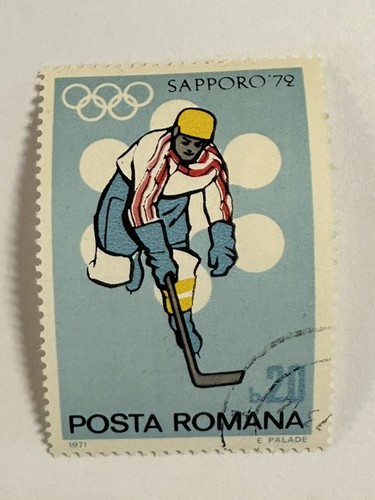 SAPPORO '72
b 20
POSTA ROMANA
1971
E PALADE